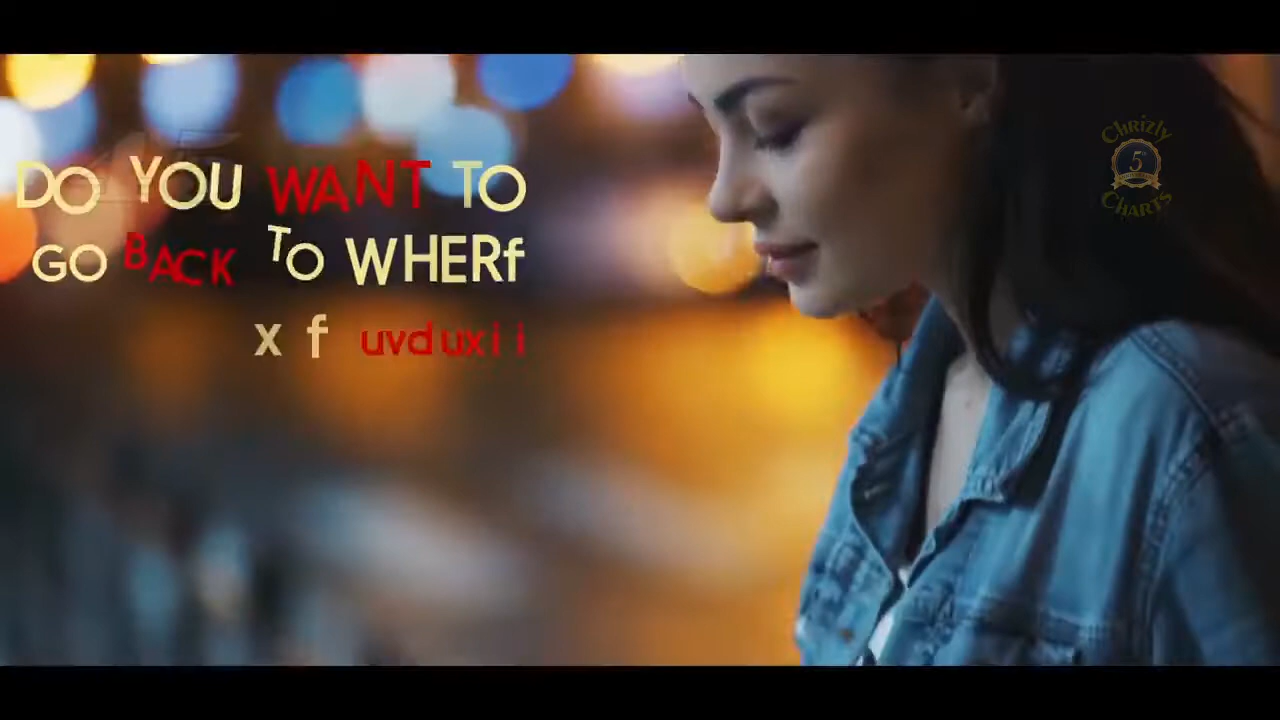 DO YOU WANT TO
GO BACK TO WHERf
x f uvduxii
Chrizly
5
CHARTS